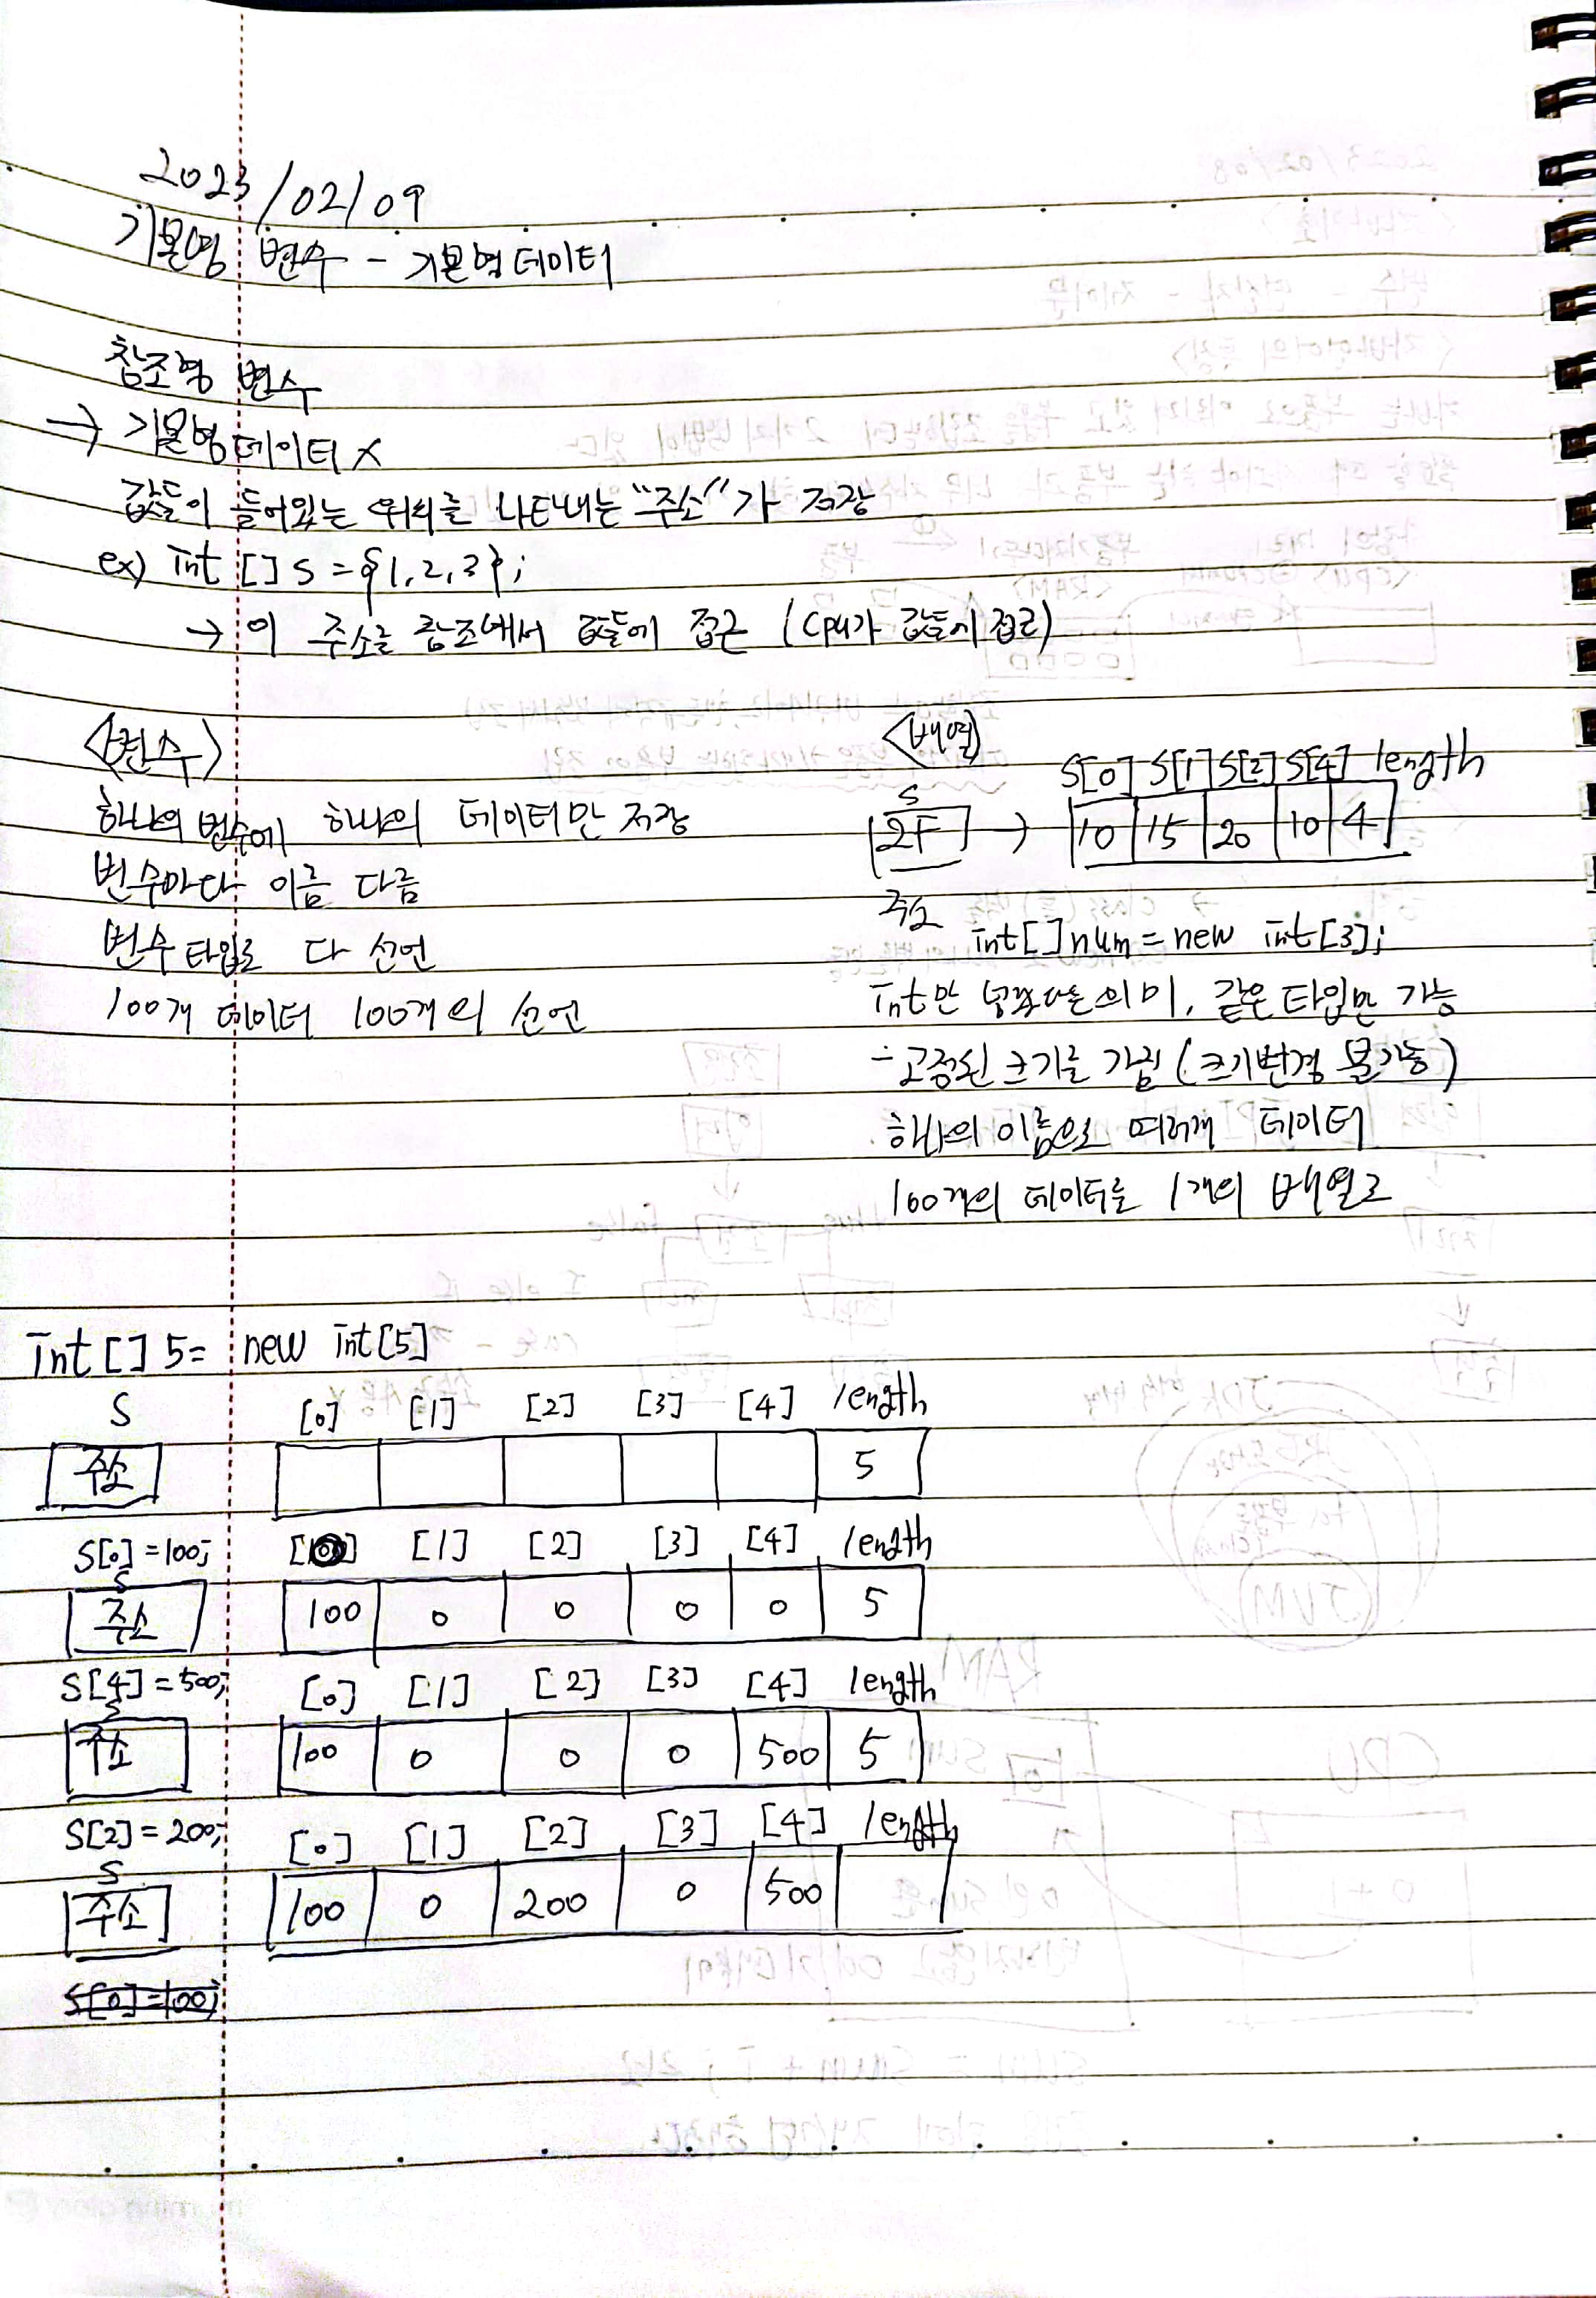 2023/02/09
기본형 변수 - 기본형 데이터
참조형 변수
→ 기본형 데이터 X
값들이 들어있는 위치를 나타내는 "주소"가 저장
ex) int [] s = {1, 2, 3};
→ 이 주소를 참조해서 값들에 접근 (cpu가 값들에 접근)
<변수>
하나의 변수에 하나의 데이터만 저장
변수마다 이름 다름
변수 타입로 다 선언
100개 데이터 100개의 선언
<배열>
S[0] S[1] S[2] S[4] length
S
2F → 10 15 20 10 4
주소
int[] num = new int[3];
int만 넣겠다는 의미, 같은 타입만 가능
- 고정된 크기를 가짐 (크기변경 불가능)
하나의 이름으로 여러개 데이터
100개의 데이터를 1개의 배열로
int [] 5 = new int[5]
S [0] [1] [2] [3] [4] length
주소 5
S[0] = 100; [0] [1] [2] [3] [4] length
S
주소 100 0 0 0 0 5
S[4] = 500; [0] [1] [2] [3] [4] length
S
주소 100 0 0 0 500 5
S[2] = 200; [0] [1] [2] [3] [4] length
S
주소 100 0 200 0 500
S[0] = 100;